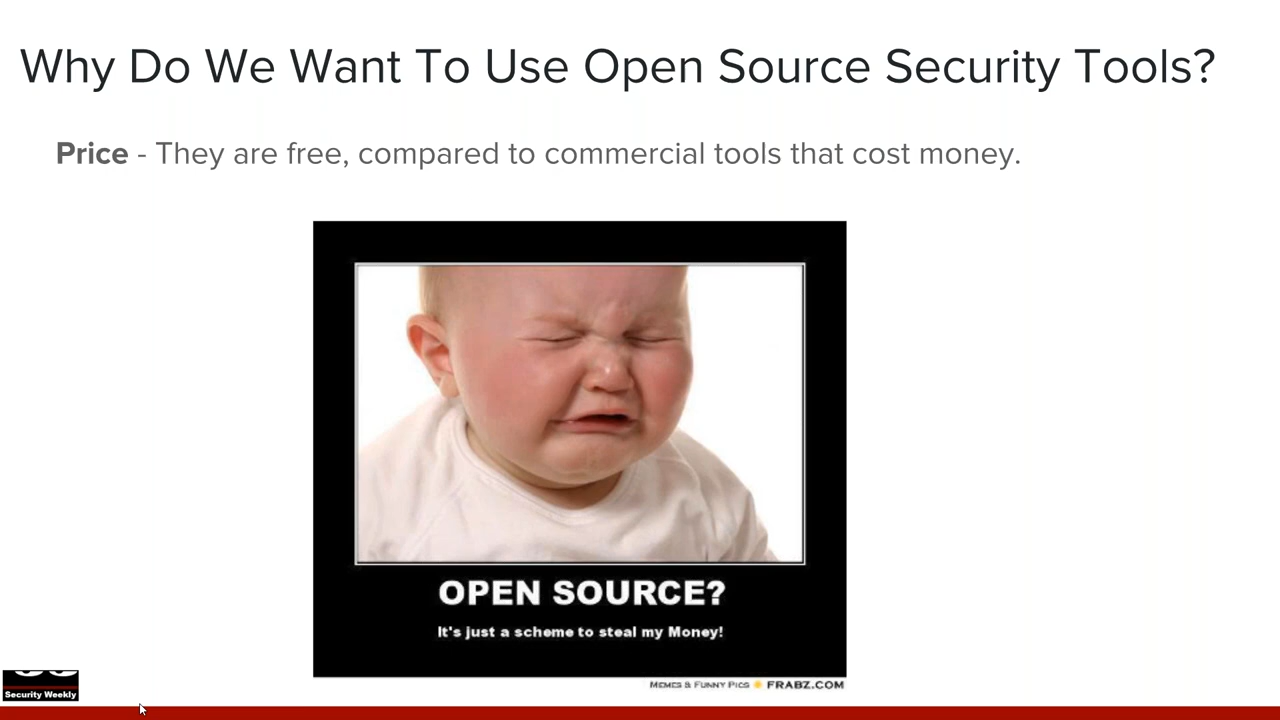 Why Do We Want To Use Open Source Security Tools?
Price - They are free, compared to commercial tools that cost money.
OPEN SOURCE?
It's just a scheme to steal my Money!
Memes & Funny Pics FRABZ.COM
Security Weekly